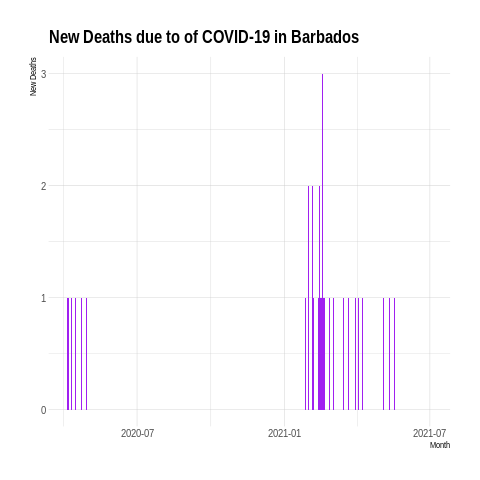 New Deaths due to of COVID-19 in Barbados
New Deaths
3
2
1
0
2020-07
2021-01
2021-07
Month